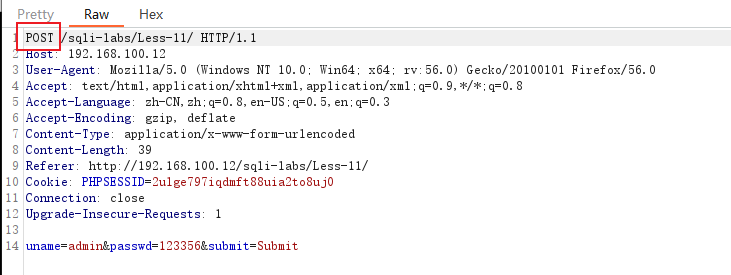 Pretty Raw Hex
1 POST /sqli-labs/Less-11/ HTTP/1.1
2 Host: 192.168.100.12
3 User-Agent: Mozilla/5.0 (Windows NT 10.0; Win64; x64; rv:56.0) Gecko/20100101 Firefox/56.0
4 Accept: text/html,application/xhtml+xml,application/xml;q=0.9,*/*;q=0.8
5 Accept-Language: zh-CN,zh;q=0.8,en-US;q=0.5,en;q=0.3
6 Accept-Encoding: gzip, deflate
7 Content-Type: application/x-www-form-urlencoded
8 Content-Length: 39
9 Referer: http://192.168.100.12/sqli-labs/Less-11/
10 Cookie: PHPSESSID=2ulge797iqdmft88uia2to8uj0
11 Connection: close
12 Upgrade-Insecure-Requests: 1
14 uname=admin&passwd=123356&submit=Submit